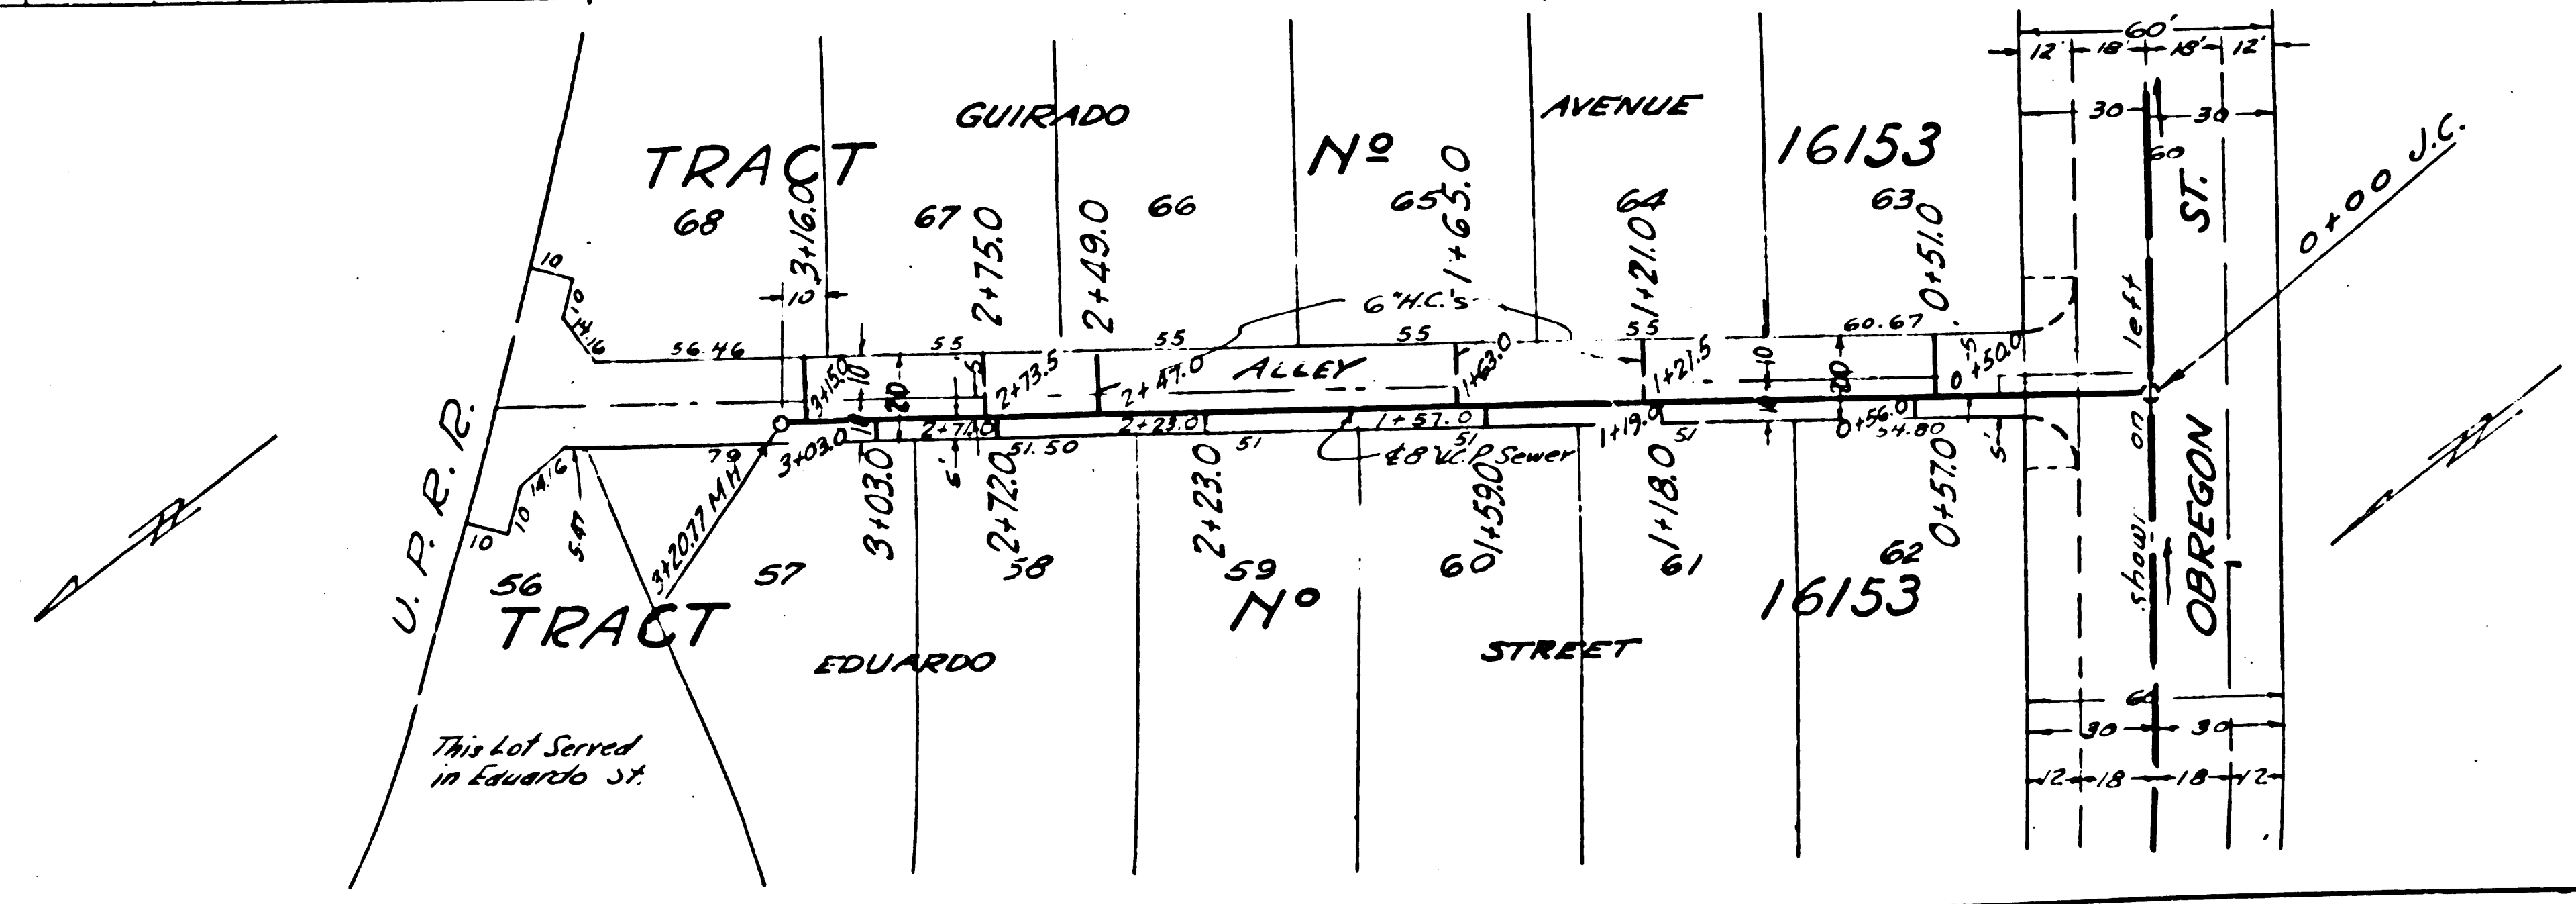 60'
12' 18' 18' 12'
30 30
60
GUIRADO AVENUE
TRACT Nº 16153
68 67 66 65 64 63
3+16.0
2+75.0
2+49.0
1+65.0
1+21.0
0+51.0
ST.
0+00 J.C.
10
10
14.16
10
6"H.C.'s
56.46 55 55 55 55 60.67
ALLEY
3+15.0
10
20
5
2+73.5
2+47.0
1+63.0
1+21.5
10
20
0+50.0
5'
left
on
show
U. P. R. R.
3+03.0 2+71.0 2+23.0 1+57.0 1+19.0 0+56.0
79 51.50 51 51 51 54.80
₵8" V.C.P. Sewer
14.16
10
10
5.47
3+20.77 MH
3+03.0
2+72.0
2+23.0
1+59.0
1+18.0
0+57.0
5'
OBREGON
56 57 58 59 60 61 62
TRACT Nº 16153
EDUARDO STREET
60
30 30
12 18 18 12
This Lot Served
in Eduardo St.